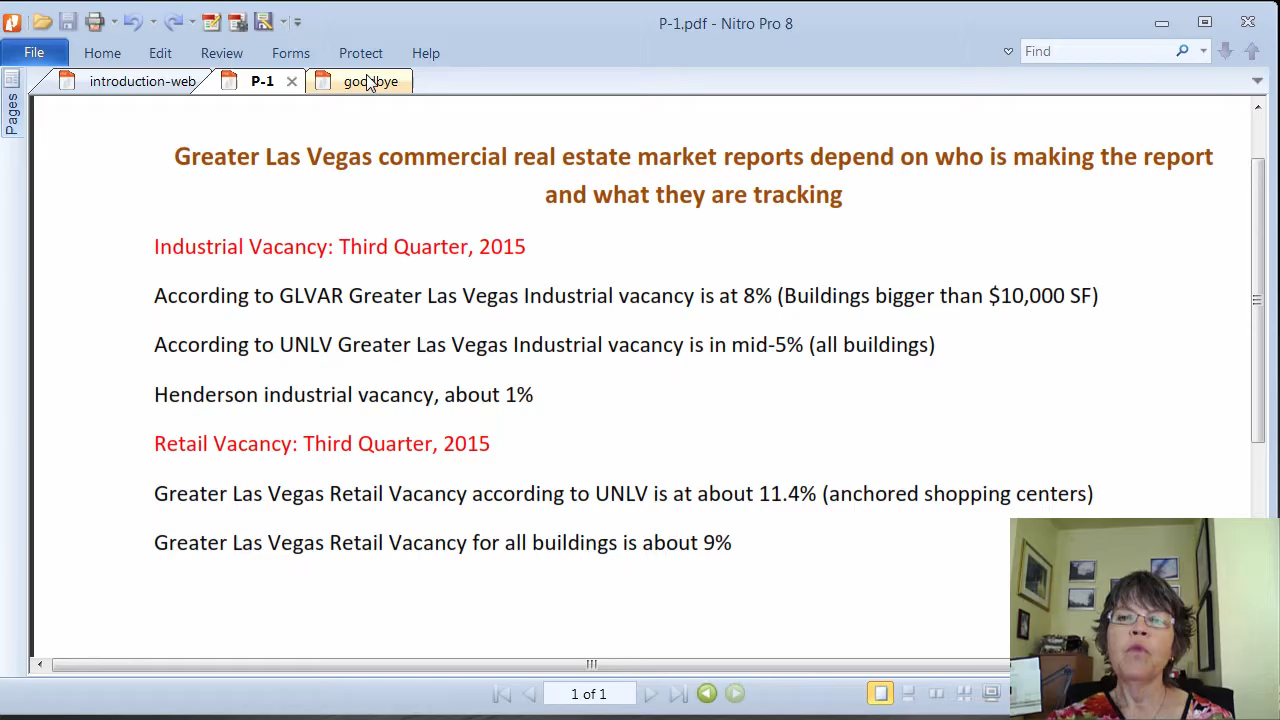 P-1.pdf - Nitro Pro 8
File Home Edit Review Forms Protect Help Find
introduction-web P-1 goodbye
Pages
Greater Las Vegas commercial real estate market reports depend on who is making the report
and what they are tracking
Industrial Vacancy: Third Quarter, 2015
According to GLVAR Greater Las Vegas Industrial vacancy is at 8% (Buildings bigger than $10,000 SF)
According to UNLV Greater Las Vegas Industrial vacancy is in mid-5% (all buildings)
Henderson industrial vacancy, about 1%
Retail Vacancy: Third Quarter, 2015
Greater Las Vegas Retail Vacancy according to UNLV is at about 11.4% (anchored shopping centers)
Greater Las Vegas Retail Vacancy for all buildings is about 9%
1 of 1